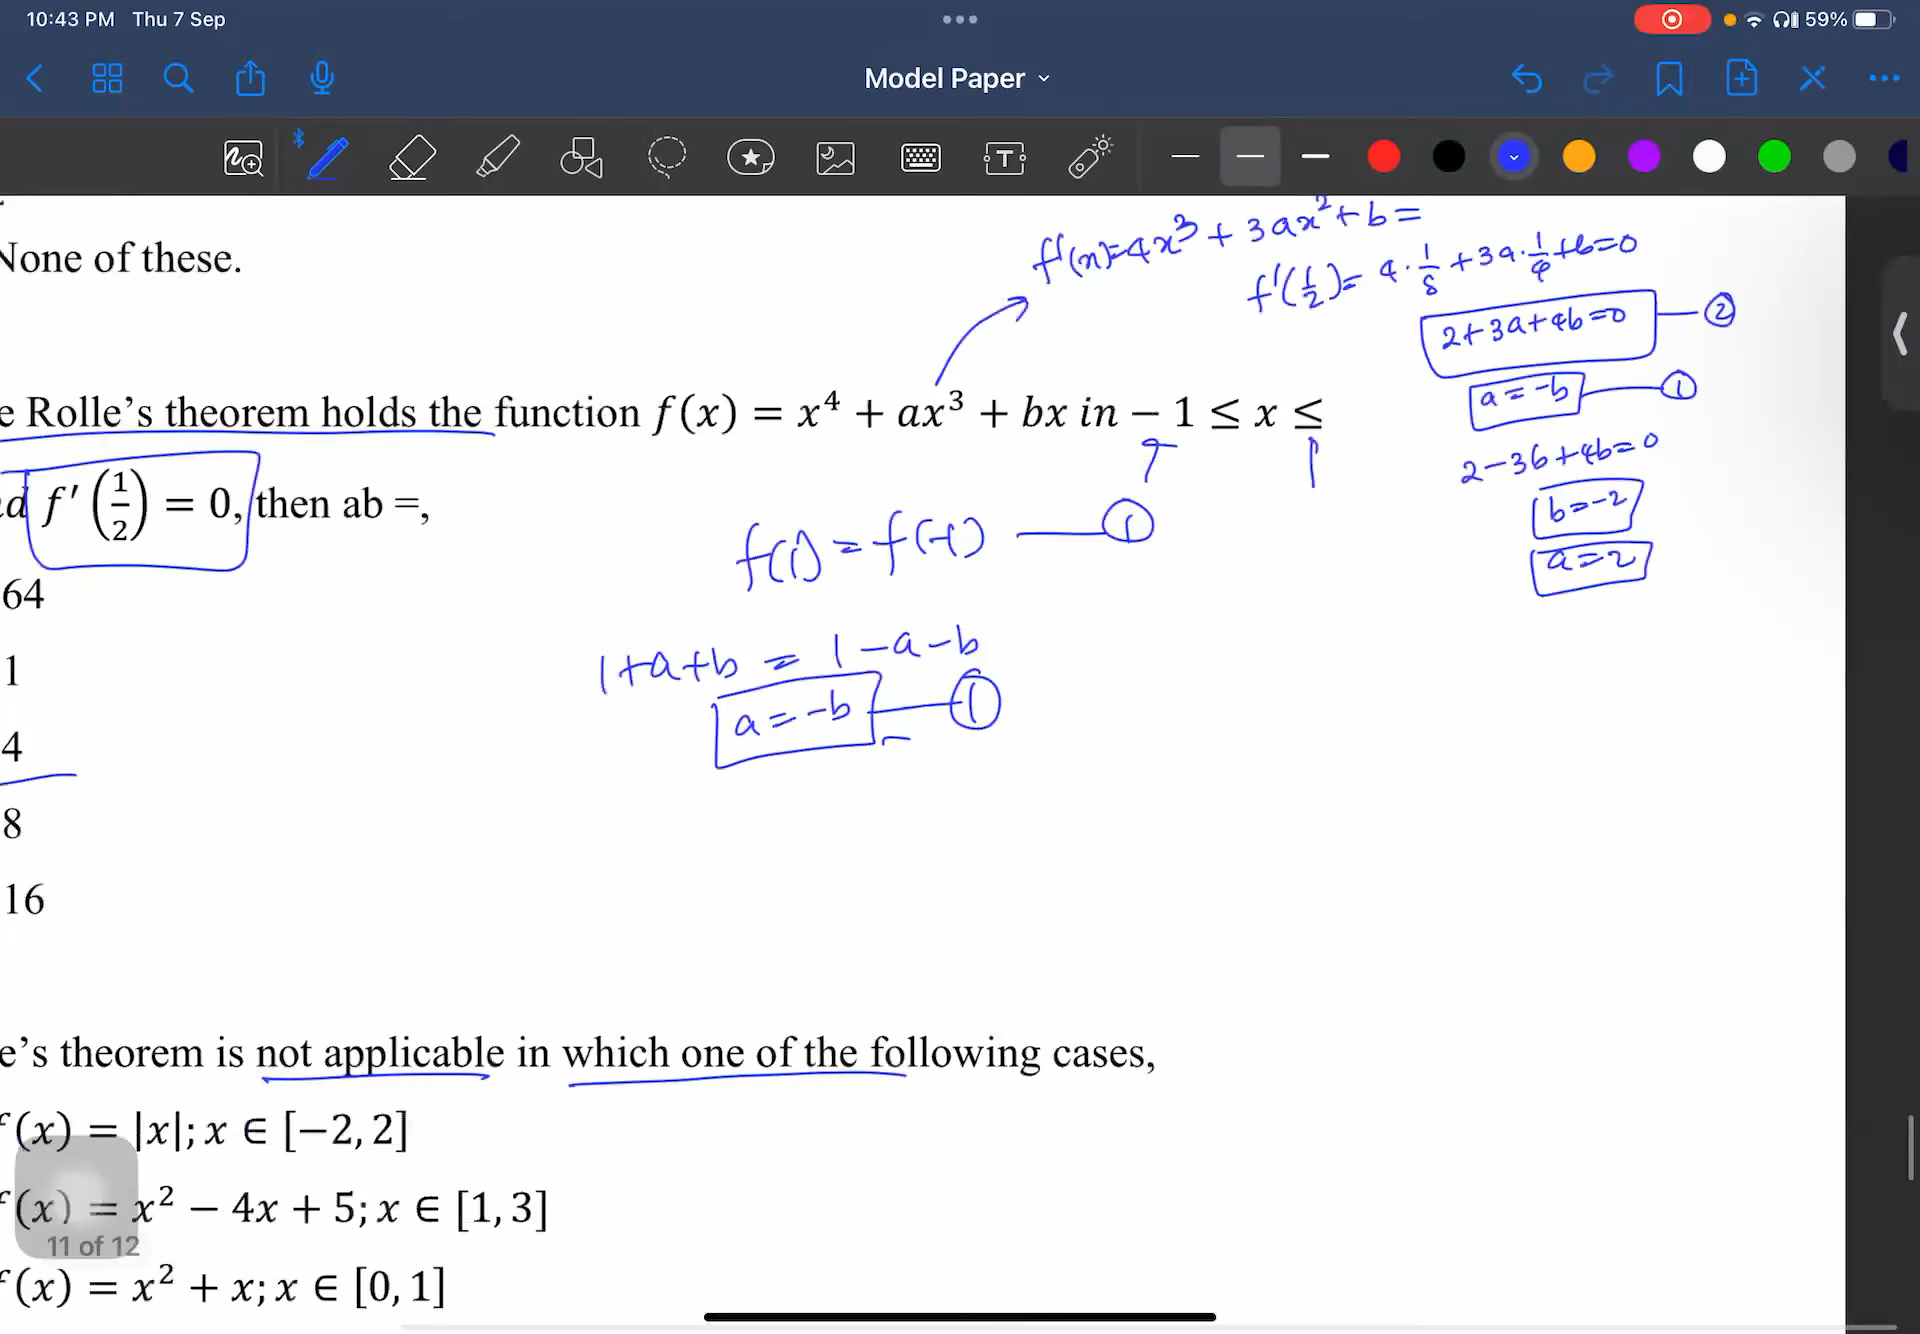 10:43 PM Thu 7 Sep
59%
Model Paper
None of these.
f'(x)=4x³ + 3ax² + b =
f'(1/2) = 4·1/8 + 3a·1/4 + b = 0
2+3a+4b=0 — ②
e Rolle's theorem holds the function f(x) = x⁴ + ax³ + bx in − 1 ≤ x ≤
a=-b — ①
1
2-3b+4b=0
d f'(1/2) = 0, then ab =,
b=-2
f(1) = f(-1) — ①
a=2
64
1+a+b = 1-a-b
1
a=-b — ①
4
8
16
e's theorem is not applicable in which one of the following cases,
f(x) = |x|; x ∈ [−2, 2]
f(x) = x² − 4x + 5; x ∈ [1, 3]
11 of 12
f(x) = x² + x; x ∈ [0, 1]